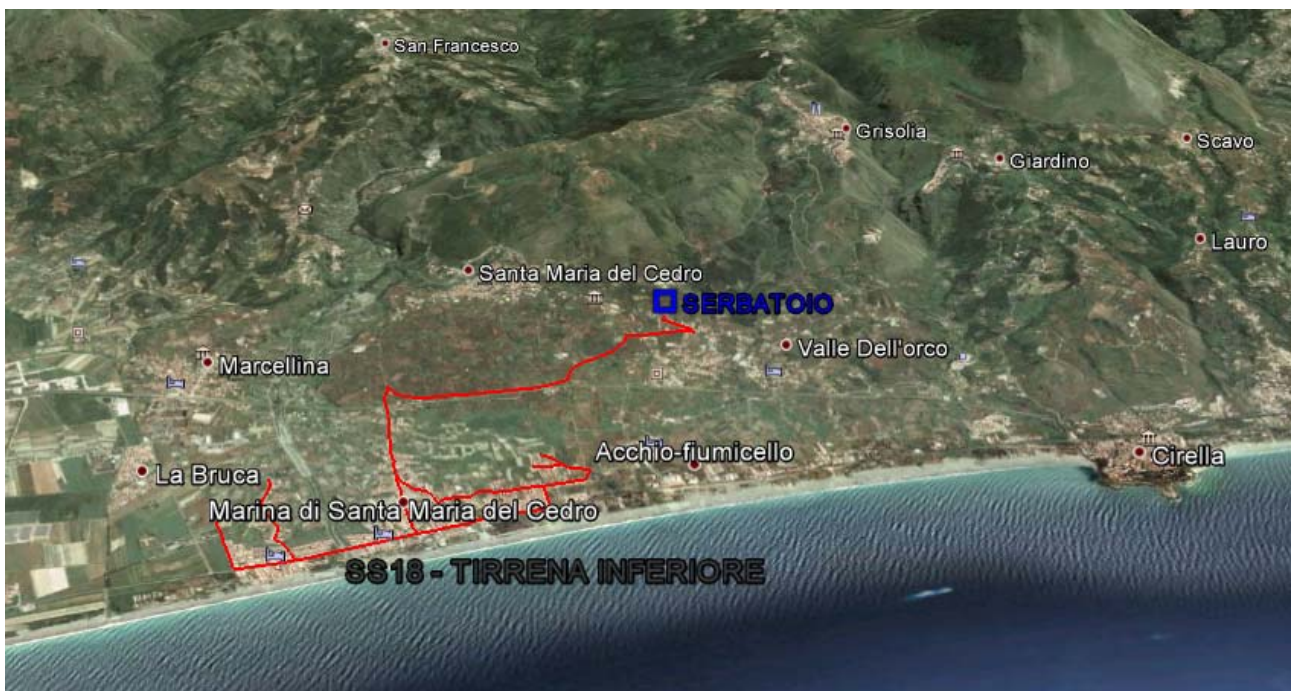 San Francesco
Grisolia
Scavo
Giardino
Lauro
Santa Maria del Cedro
SERBATOIO
Valle Dell'orco
Marcellina
Acchio-fiumicello
Cirella
La Bruca
Marina di Santa Maria del Cedro
SS18 - TIRRENA INFERIORE